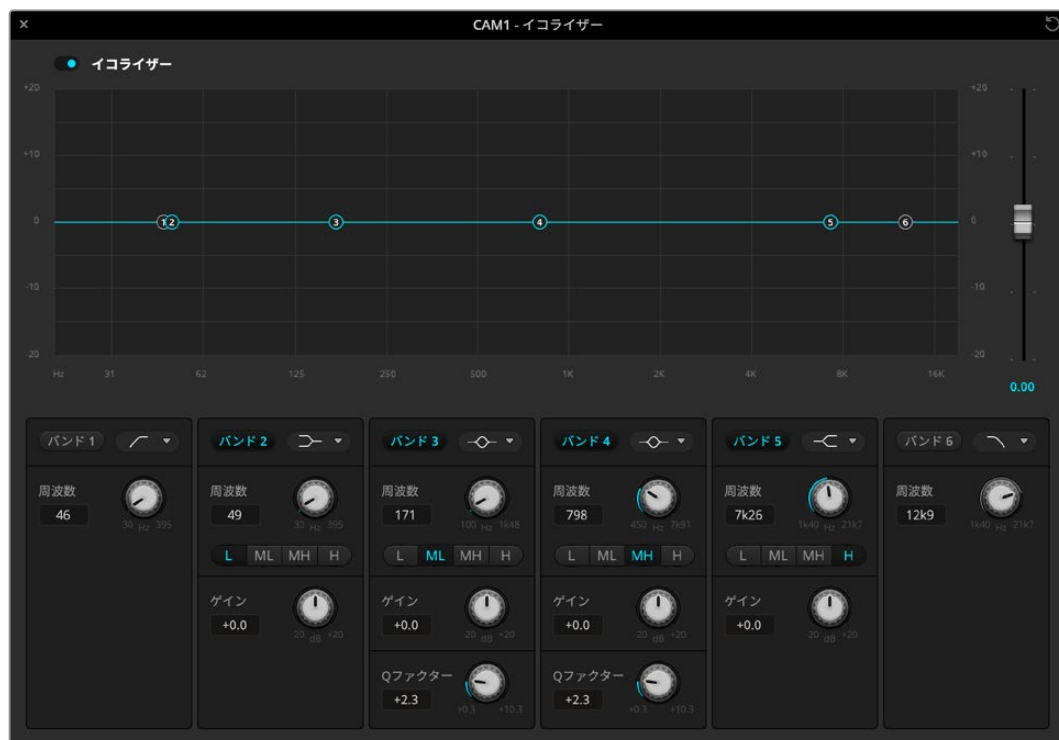 CAM1 - イコライザー
イコライザー
+20 +20
+10 +10
0 1 2 3 4 5 6 0
-10 -10
-20 -20
Hz 31 62 125 250 500 1K 2K 4K 8K 16K
0.00
バンド 1 バンド 2 バンド 3 バンド 4 バンド 5 バンド 6
周波数 周波数 周波数 周波数 周波数 周波数
46 49 171 798 7k26 12k9
30 Hz 395 30 Hz 395 100 Hz 1k48 450 Hz 7k91 1k40 Hz 21k7 1k40 Hz 21k7
L ML MH H L ML MH H L ML MH H L ML MH H
ゲイン ゲイン ゲイン ゲイン
+0.0 +0.0 +0.0 +0.0
-20 dB +20 -20 dB +20 -20 dB +20 -20 dB +20
Qファクター Qファクター
+2.3 +2.3
+0.3 +10.3 +0.3 +10.3